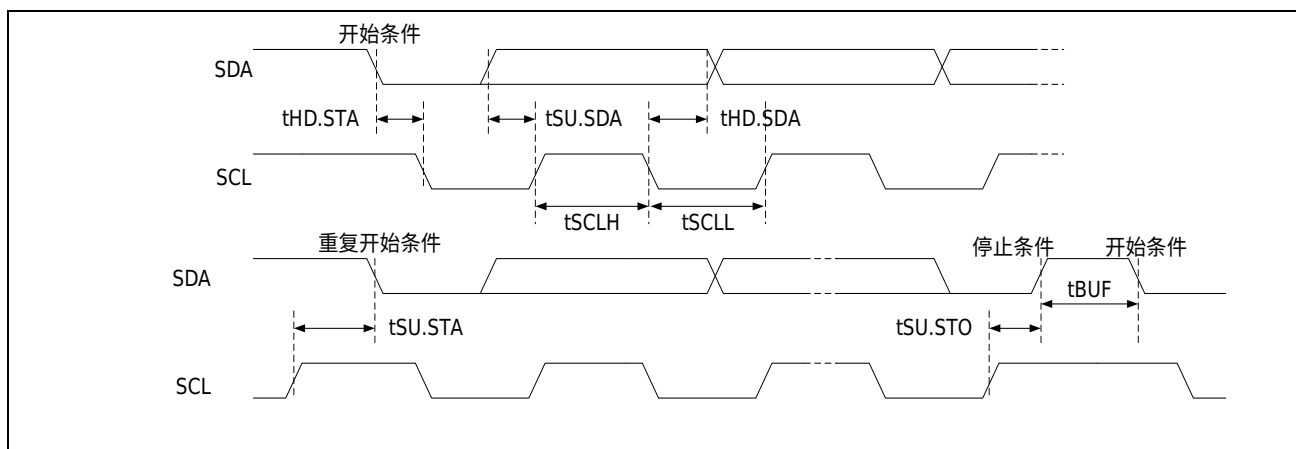 开始条件
SDA
tHD.STA
tSU.SDA
tHD.SDA
SCL
tSCLH
tSCLL
重复开始条件
停止条件
开始条件
SDA
tBUF
tSU.STA
tSU.STO
SCL